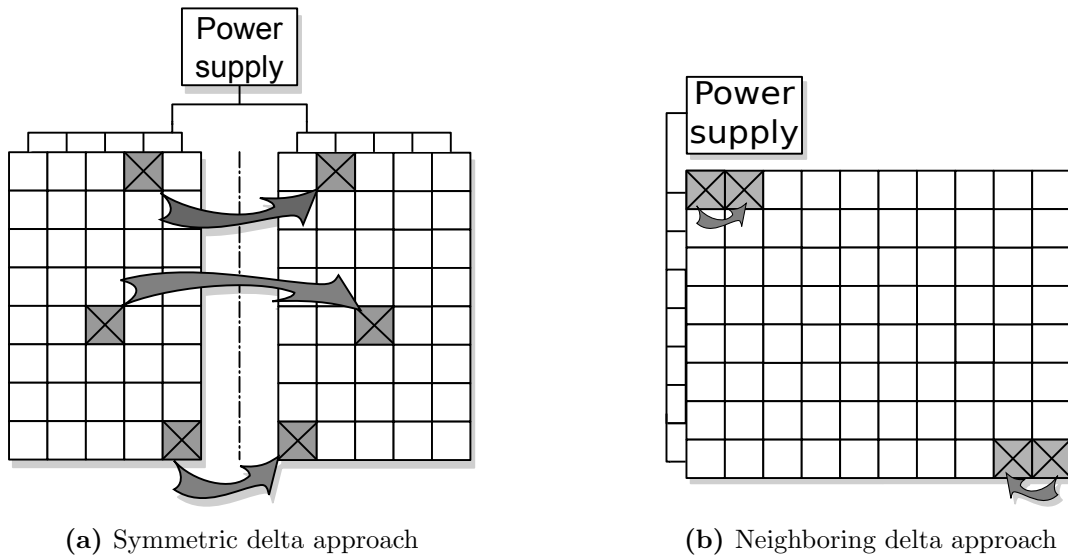 Power
supply
Power
supply
(a) Symmetric delta approach
(b) Neighboring delta approach